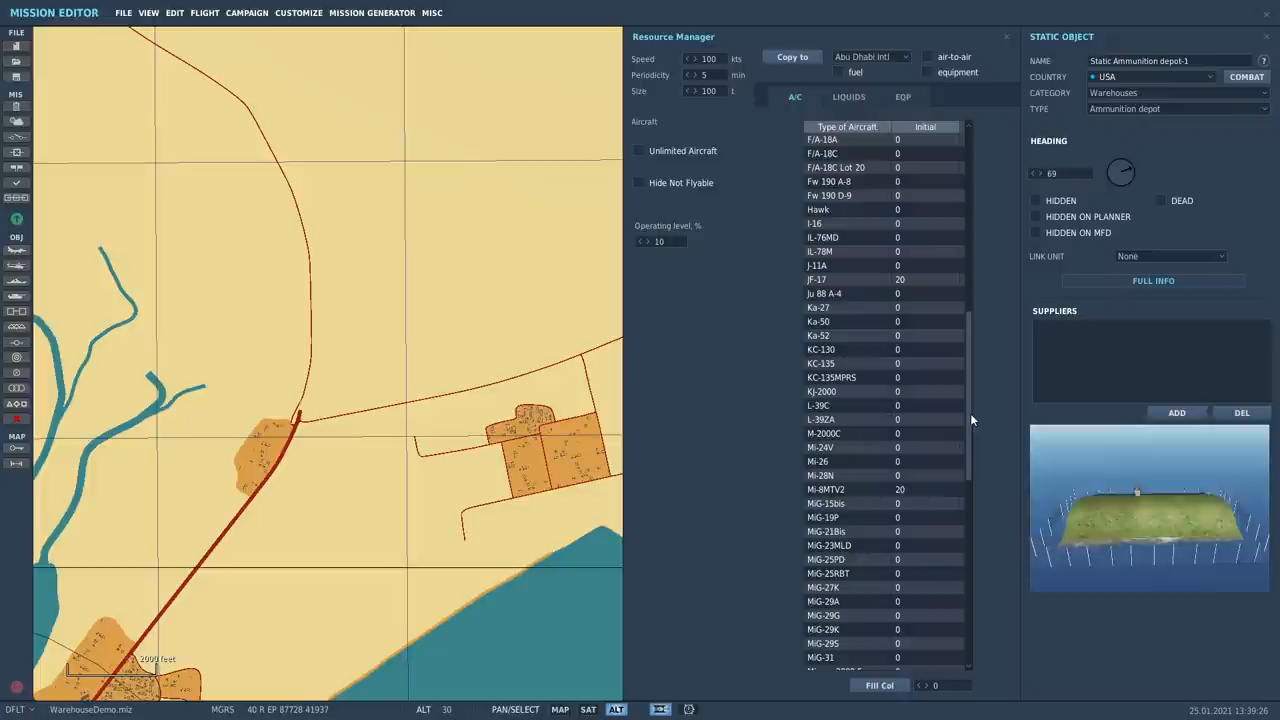 MISSION EDITOR FILE VIEW EDIT FLIGHT CAMPAIGN CUSTOMIZE MISSION GENERATOR MISC
FILE
MIS
OBJ
MAP
2000 feet
Resource Manager
Speed 100 kts
Periodicity 5 min
Size 100 t
Copy to Abu Dhabi Intl air-to-air
fuel equipment
A/C LIQUIDS EQP
Aircraft
Unlimited Aircraft
Hide Not Flyable
Operating level, %
10
Type of Aircraft Initial
F/A-18A 0
F/A-18C 0
F/A-18C Lot 20 0
Fw 190 A-8 0
Fw 190 D-9 0
Hawk 0
I-16 0
IL-76MD 0
IL-78M 0
J-11A 0
JF-17 20
Ju 88 A-4 0
Ka-27 0
Ka-50 0
Ka-52 0
KC-130 0
KC-135 0
KC-135MPRS 0
KJ-2000 0
L-39C 0
L-39ZA 0
M-2000C 0
Mi-24V 0
Mi-26 0
Mi-28N 0
Mi-8MTV2 20
MiG-15bis 0
MiG-19P 0
MiG-21Bis 0
MiG-23MLD 0
MiG-25PD 0
MiG-25RBT 0
MiG-27K 0
MiG-29A 0
MiG-29G 0
MiG-29K 0
MiG-29S 0
MiG-31 0
Fill Col 0
STATIC OBJECT
NAME Static Ammunition depot-1 ?
COUNTRY USA COMBAT
CATEGORY Warehouses
TYPE Ammunition depot
HEADING
69
HIDDEN DEAD
HIDDEN ON PLANNER
HIDDEN ON MFD
LINK UNIT None
FULL INFO
SUPPLIERS
ADD DEL
DFLT WarehouseDemo.miz MGRS 40 R EP 87728 41937 ALT 30 PAN/SELECT MAP SAT ALT 25.01.2021 13:39:26